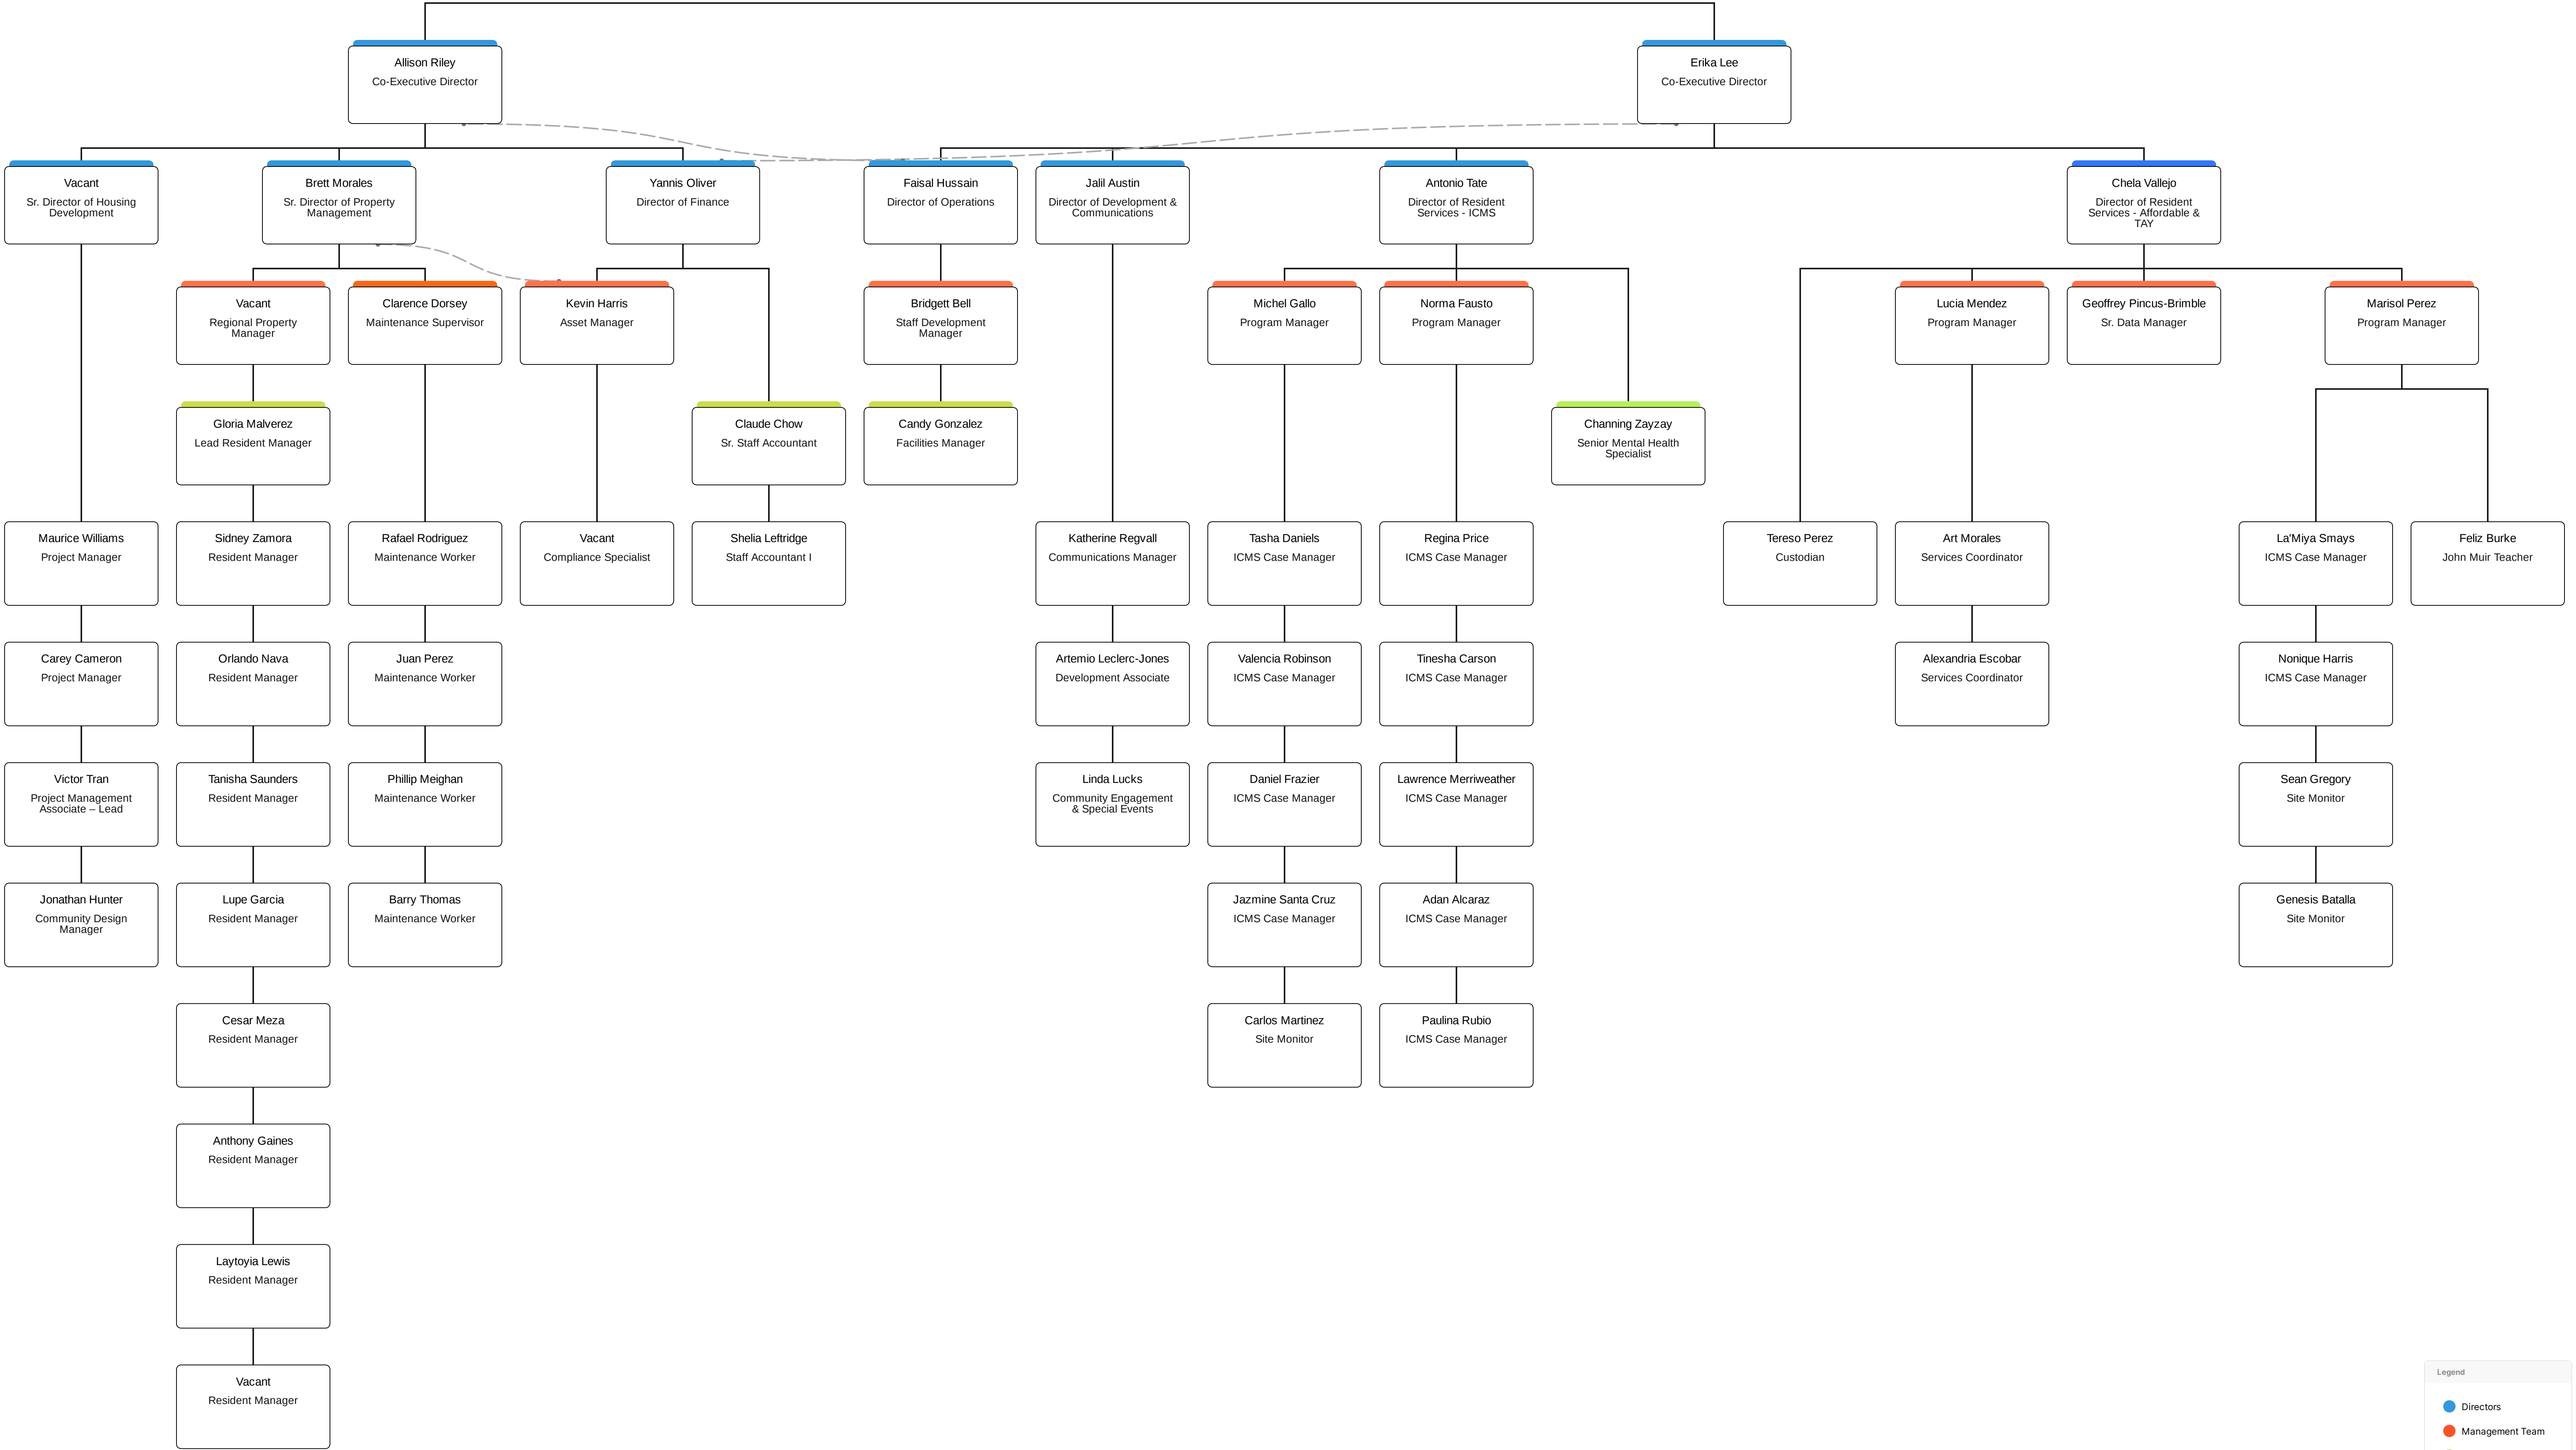 Allison Riley
Co-Executive Director
Erika Lee
Co-Executive Director
Vacant
Sr. Director of Housing
Development
Brett Morales
Sr. Director of Property
Management
Yannis Oliver
Director of Finance
Faisal Hussain
Director of Operations
Jalil Austin
Director of Development &
Communications
Antonio Tate
Director of Resident
Services - ICMS
Chela Vallejo
Director of Resident
Services - Affordable &
TAY
Vacant
Regional Property
Manager
Clarence Dorsey
Maintenance Supervisor
Kevin Harris
Asset Manager
Bridgett Bell
Staff Development
Manager
Michel Gallo
Program Manager
Norma Fausto
Program Manager
Lucia Mendez
Program Manager
Geoffrey Pincus-Brimble
Sr. Data Manager
Marisol Perez
Program Manager
Gloria Malverez
Lead Resident Manager
Claude Chow
Sr. Staff Accountant
Candy Gonzalez
Facilities Manager
Channing Zayzay
Senior Mental Health
Specialist
Maurice Williams
Project Manager
Sidney Zamora
Resident Manager
Rafael Rodriguez
Maintenance Worker
Vacant
Compliance Specialist
Shelia Leftridge
Staff Accountant I
Katherine Regvall
Communications Manager
Tasha Daniels
ICMS Case Manager
Regina Price
ICMS Case Manager
Tereso Perez
Custodian
Art Morales
Services Coordinator
La'Miya Smays
ICMS Case Manager
Feliz Burke
John Muir Teacher
Carey Cameron
Project Manager
Orlando Nava
Resident Manager
Juan Perez
Maintenance Worker
Artemio Leclerc-Jones
Development Associate
Valencia Robinson
ICMS Case Manager
Tinesha Carson
ICMS Case Manager
Alexandria Escobar
Services Coordinator
Nonique Harris
ICMS Case Manager
Victor Tran
Project Management
Associate – Lead
Tanisha Saunders
Resident Manager
Phillip Meighan
Maintenance Worker
Linda Lucks
Community Engagement
& Special Events
Daniel Frazier
ICMS Case Manager
Lawrence Merriweather
ICMS Case Manager
Sean Gregory
Site Monitor
Jonathan Hunter
Community Design
Manager
Lupe Garcia
Resident Manager
Barry Thomas
Maintenance Worker
Jazmine Santa Cruz
ICMS Case Manager
Adan Alcaraz
ICMS Case Manager
Genesis Batalla
Site Monitor
Cesar Meza
Resident Manager
Carlos Martinez
Site Monitor
Paulina Rubio
ICMS Case Manager
Anthony Gaines
Resident Manager
Laytoyia Lewis
Resident Manager
Vacant
Resident Manager
Legend
Directors
Management Team